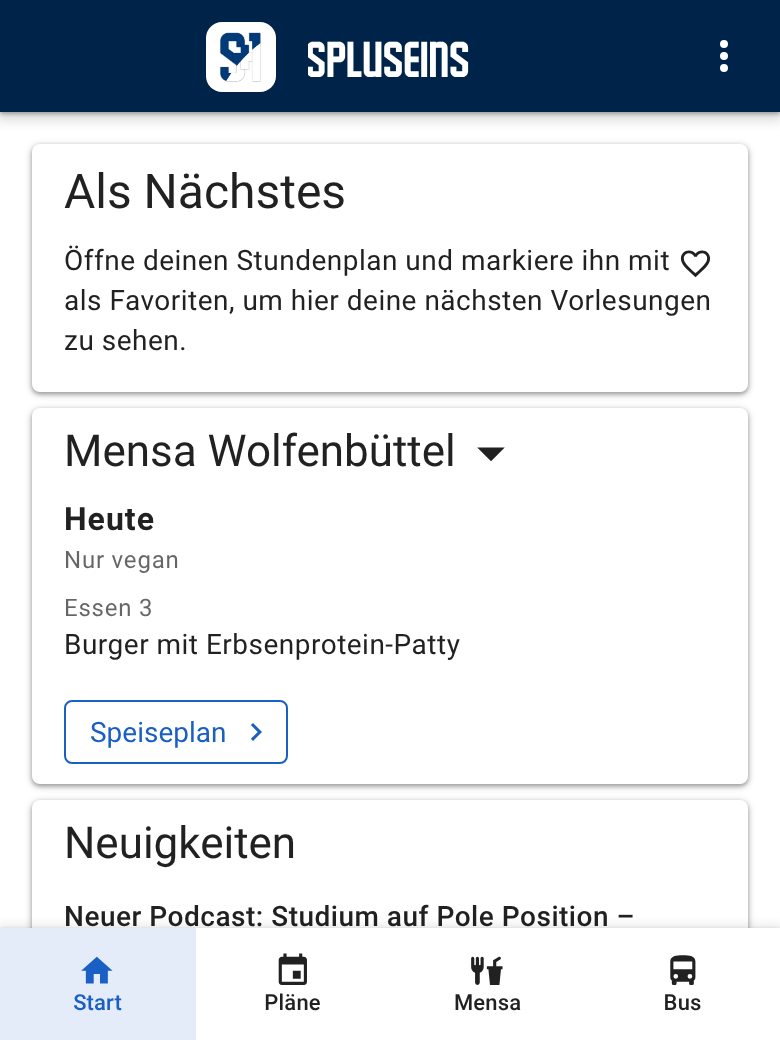 S1
SPLUSEINS
Als Nächstes
Öffne deinen Stundenplan und markiere ihn mit
als Favoriten, um hier deine nächsten Vorlesungen
zu sehen.
Mensa Wolfenbüttel
Heute
Nur vegan
Essen 3
Burger mit Erbsenprotein-Patty
Speiseplan
Neuigkeiten
Neuer Podcast: Studium auf Pole Position –
Start
Pläne
Mensa
Bus